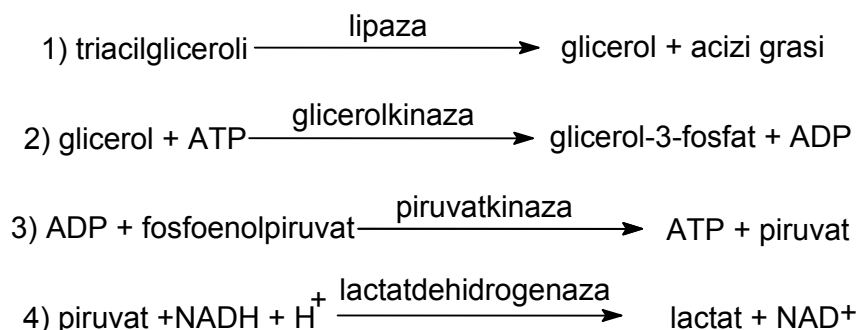 1) triacilgliceroli lipaza glicerol + acizi grasi
2) glicerol + ATP glicerolkinaza glicerol-3-fosfat + ADP
3) ADP + fosfoenolpiruvat piruvatkinaza ATP + piruvat
4) piruvat +NADH + H+ lactatdehidrogenaza lactat + NAD+